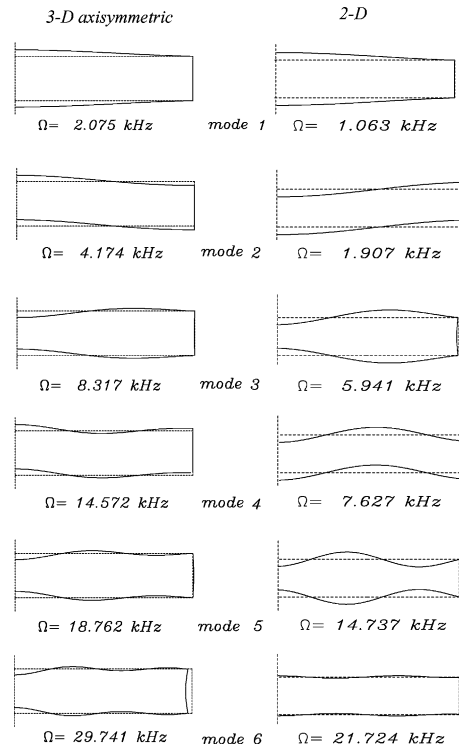 3-D axisymmetric 2-D
Ω= 2.075 kHz mode 1 Ω= 1.063 kHz
Ω= 4.174 kHz mode 2 Ω= 1.907 kHz
Ω= 8.317 kHz mode 3 Ω= 5.941 kHz
Ω= 14.572 kHz mode 4 Ω= 7.627 kHz
Ω= 18.762 kHz mode 5 Ω= 14.737 kHz
Ω= 29.741 kHz mode 6 Ω= 21.724 kHz